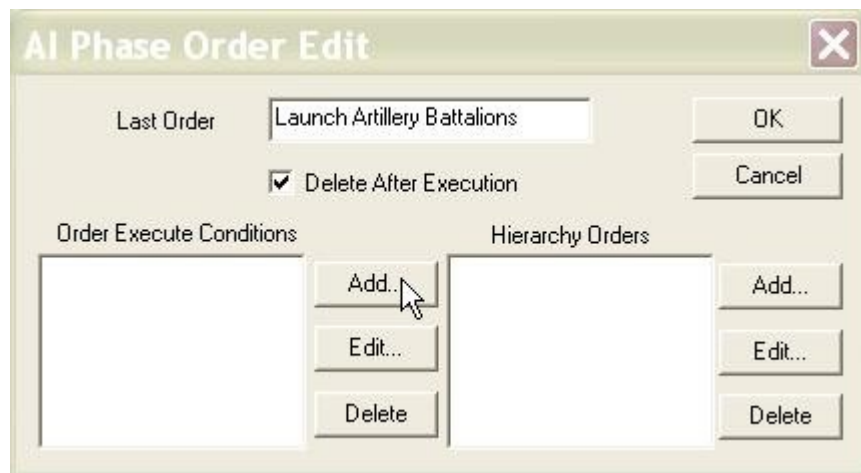 AI Phase Order Edit
Last Order
Launch Artillery Battalions
OK
Delete After Execution
Cancel
Order Execute Conditions
Hierarchy Orders
Add...
Add...
Edit...
Edit...
Delete
Delete